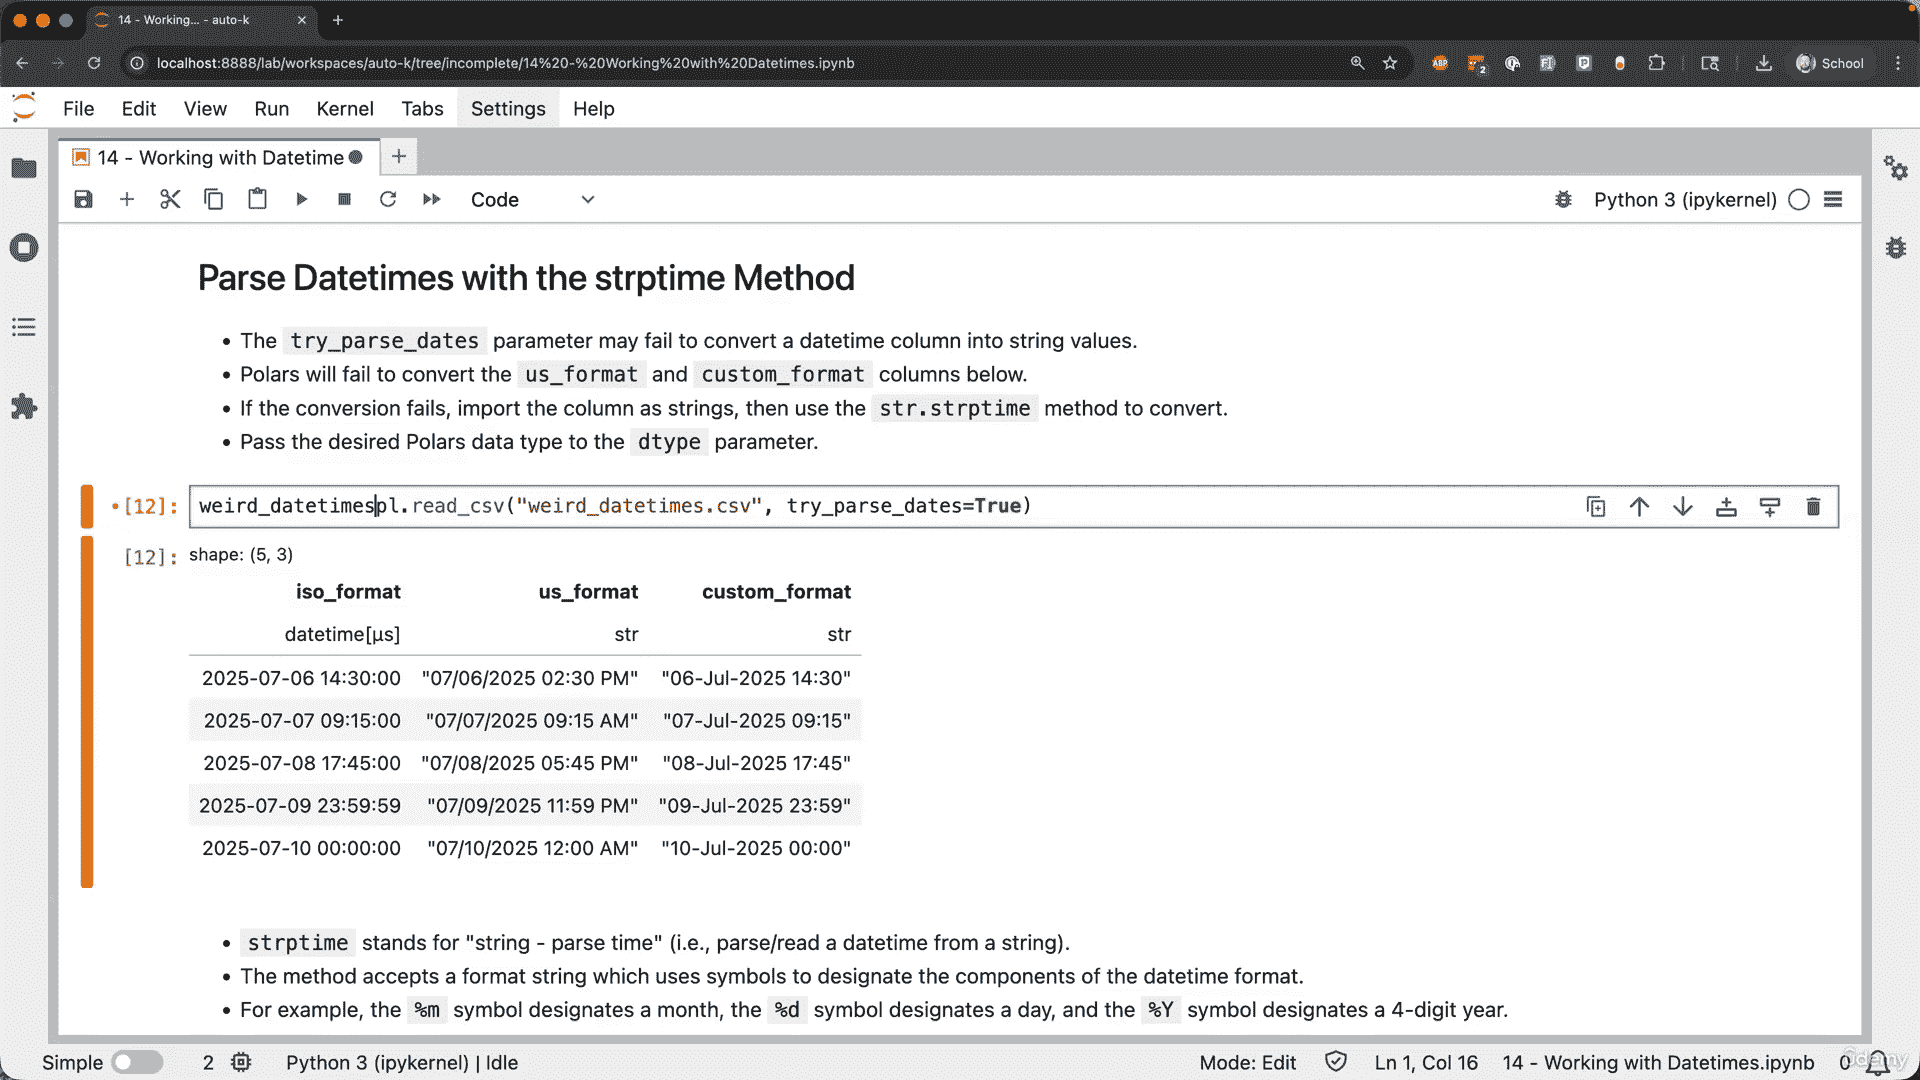 14 - Working... - auto-k
localhost:8888/lab/workspaces/auto-k/tree/incomplete/14%20-%20Working%20with%20Datetimes.ipynb
ABP
2
School
File Edit View Run Kernel Tabs Settings Help
14 - Working with Datetime
Code
Python 3 (ipykernel)
Parse Datetimes with the strptime Method
• The try_parse_dates parameter may fail to convert a datetime column into string values.
• Polars will fail to convert the us_format and custom_format columns below.
• If the conversion fails, import the column as strings, then use the str.strptime method to convert.
• Pass the desired Polars data type to the dtype parameter.
[12]: weird_datetimespl.read_csv("weird_datetimes.csv", try_parse_dates=True)
[12]: shape: (5, 3)
iso_format us_format custom_format
datetime[μs] str str
2025-07-06 14:30:00 "07/06/2025 02:30 PM" "06-Jul-2025 14:30"
2025-07-07 09:15:00 "07/07/2025 09:15 AM" "07-Jul-2025 09:15"
2025-07-08 17:45:00 "07/08/2025 05:45 PM" "08-Jul-2025 17:45"
2025-07-09 23:59:59 "07/09/2025 11:59 PM" "09-Jul-2025 23:59"
2025-07-10 00:00:00 "07/10/2025 12:00 AM" "10-Jul-2025 00:00"
• strptime stands for "string - parse time" (i.e., parse/read a datetime from a string).
• The method accepts a format string which uses symbols to designate the components of the datetime format.
• For example, the %m symbol designates a month, the %d symbol designates a day, and the %Y symbol designates a 4-digit year.
Simple 2 Python 3 (ipykernel) | Idle Mode: Edit Ln 1, Col 16 14 - Working with Datetimes.ipynb 0
Udemy